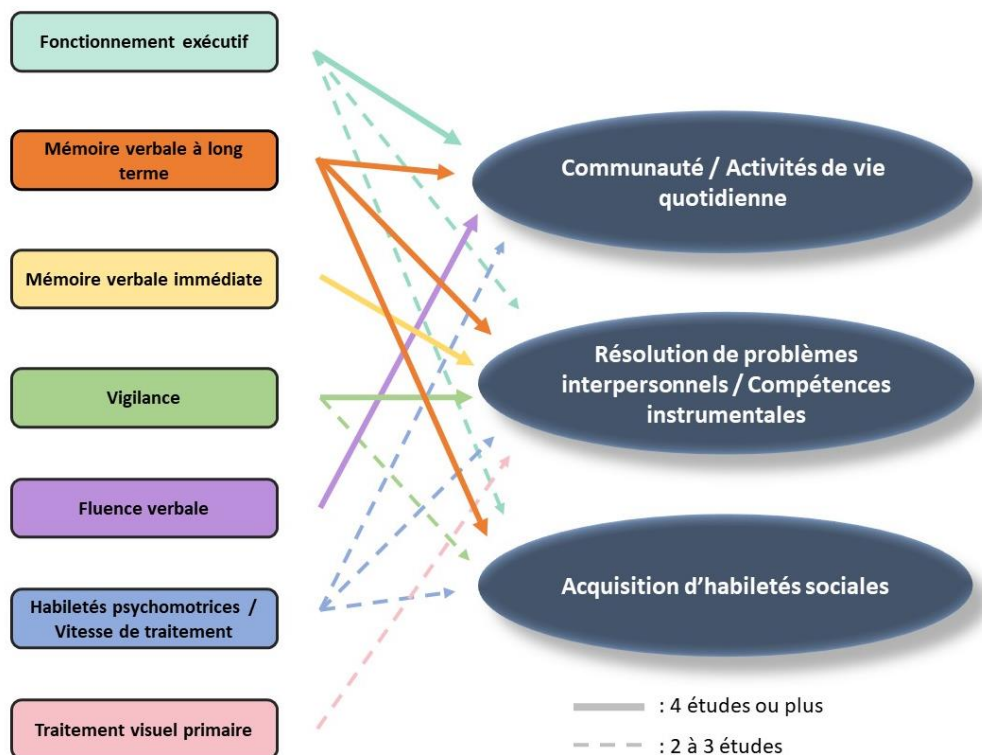 Fonctionnement exécutif
Mémoire verbale à long
terme
Mémoire verbale immédiate
Vigilance
Fluence verbale
Habiletés psychomotrices /
Vitesse de traitement
Traitement visuel primaire
Communauté / Activités de vie
quotidienne
Résolution de problèmes
interpersonnels / Compétences
instrumentales
Acquisition d'habiletés sociales
: 4 études ou plus
: 2 à 3 études